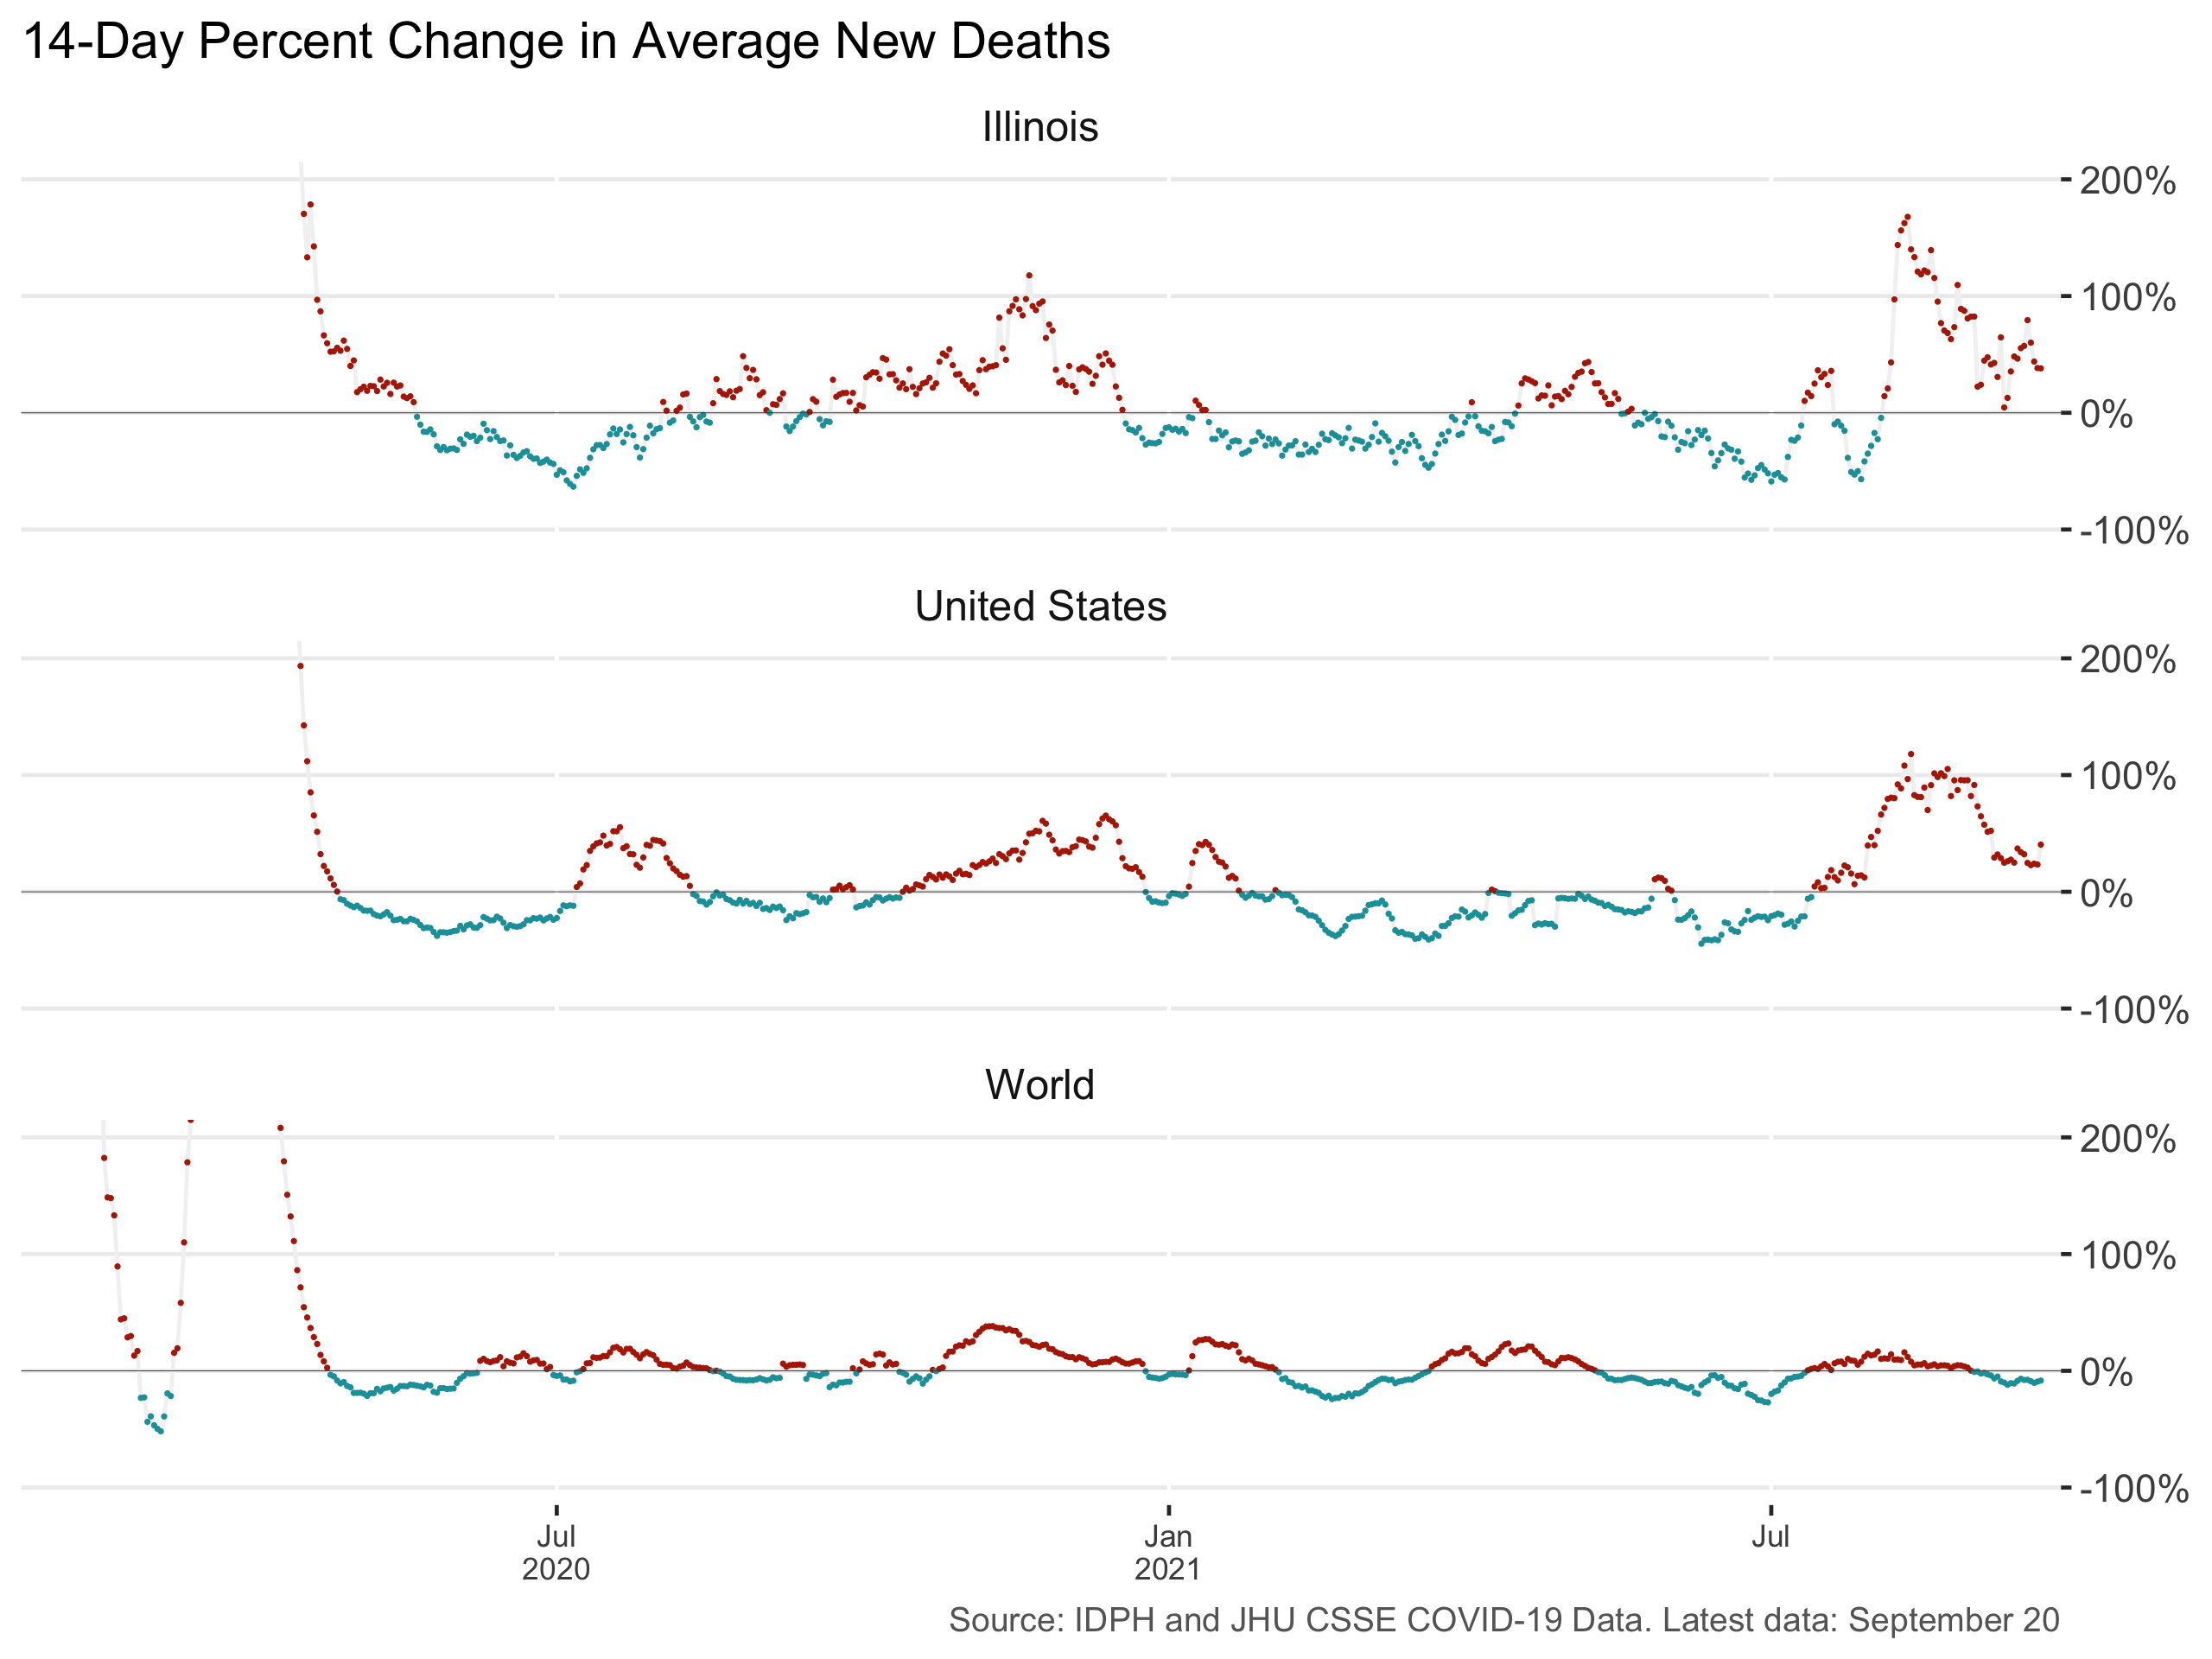 14-Day Percent Change in Average New Deaths
Illinois
200%
100%
0%
-100%
United States
200%
100%
0%
-100%
World
200%
100%
0%
-100%
Jul
2020
Jan
2021
Jul
Source: IDPH and JHU CSSE COVID-19 Data. Latest data: September 20